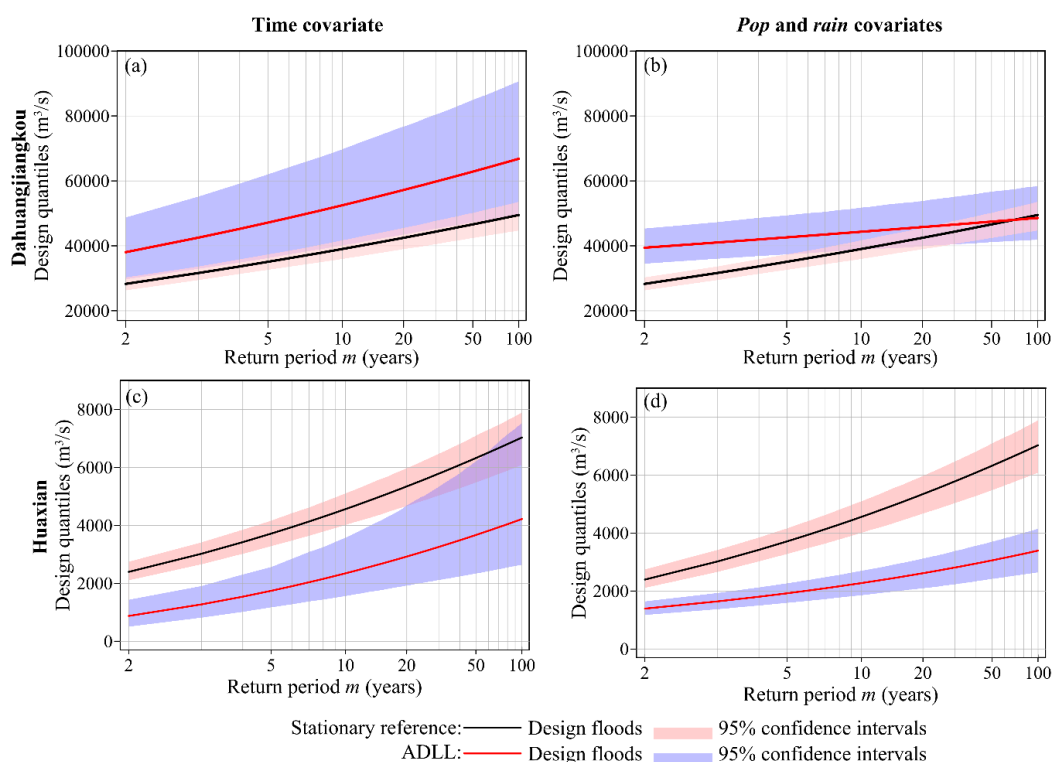 Time covariate
Pop and rain covariates
Dahuangjiangkou
Design quantiles (m³/s)
100000
80000
60000
40000
20000
(a)
2
5
10
20
50
100
Return period m (years)
Design quantiles (m³/s)
100000
80000
60000
40000
20000
(b)
2
5
10
20
50
100
Return period m (years)
Huaxian
Design quantiles (m³/s)
8000
6000
4000
2000
0
(c)
2
5
10
20
50
100
Return period m (years)
Design quantiles (m³/s)
8000
6000
4000
2000
0
(d)
2
5
10
20
50
100
Return period m (years)
Stationary reference: Design floods 95% confidence intervals
ADLL: Design floods 95% confidence intervals